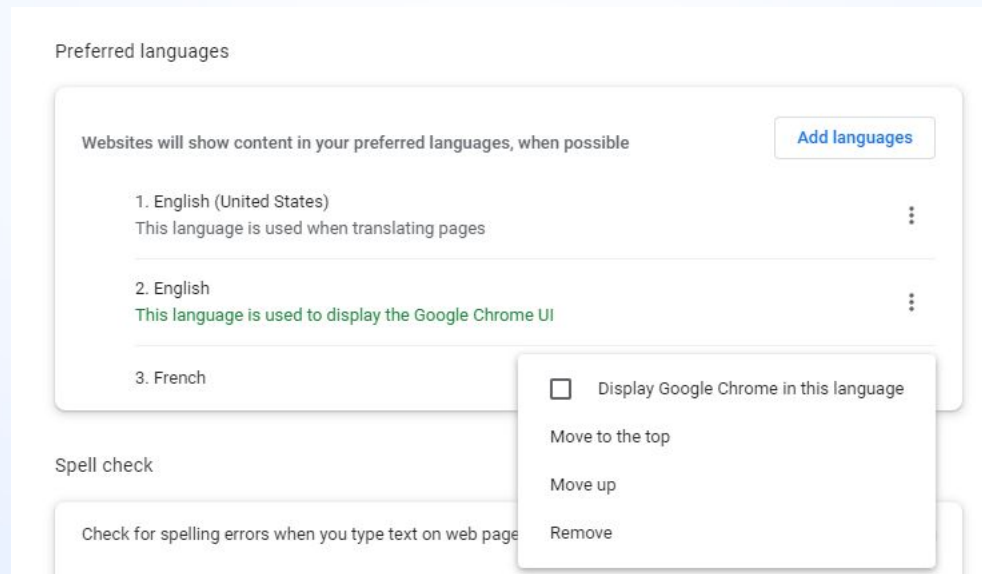 Preferred languages
Websites will show content in your preferred languages, when possible
Add languages
1. English (United States)
This language is used when translating pages
2. English
This language is used to display the Google Chrome UI
3. French
Display Google Chrome in this language
Move to the top
Move up
Remove
Spell check
Check for spelling errors when you type text on web page